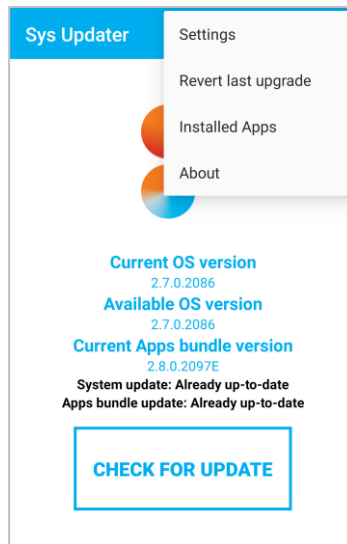 Sys Updater
Settings
Revert last upgrade
Installed Apps
About
Current OS version
2.7.0.2086
Available OS version
2.7.0.2086
Current Apps bundle version
2.8.0.2097E
System update: Already up-to-date
Apps bundle update: Already up-to-date
CHECK FOR UPDATE